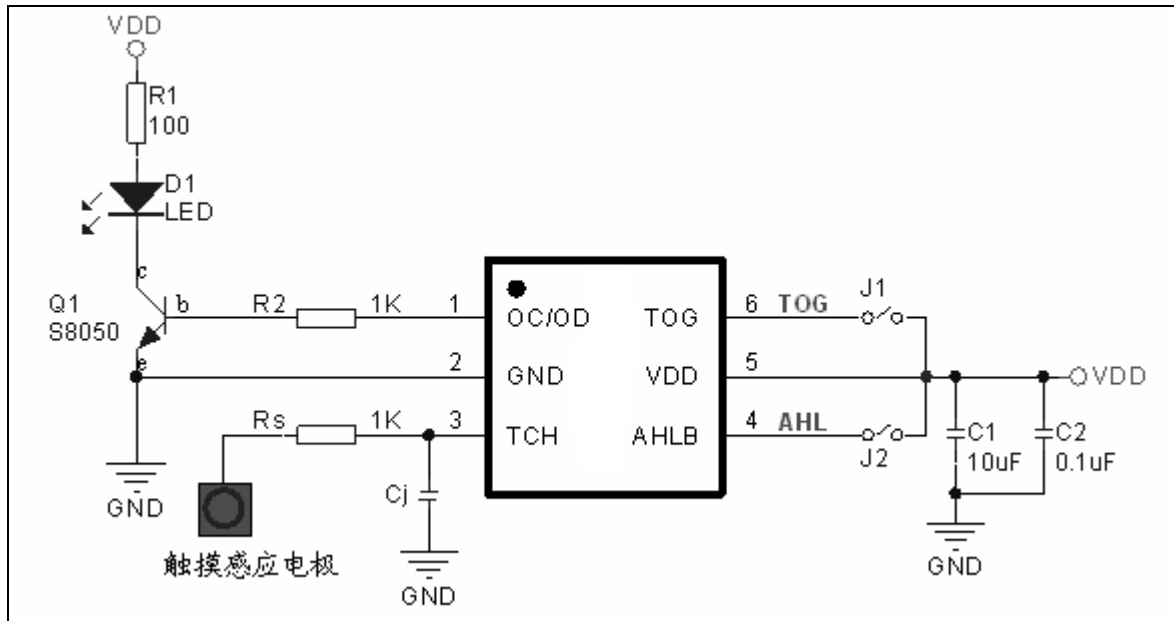 VDD
R1
100
D1
LED
c
Q1
S8050
b
e
R2 1K
1
2
3
OC/OD
GND
TCH
TOG
VDD
AHLB
6 TOG
5
4 AHL
J1
J2
VDD
C1
10uF
C2
0.1uF
Rs 1K
Cj
GND
GND
GND
触摸感应电极